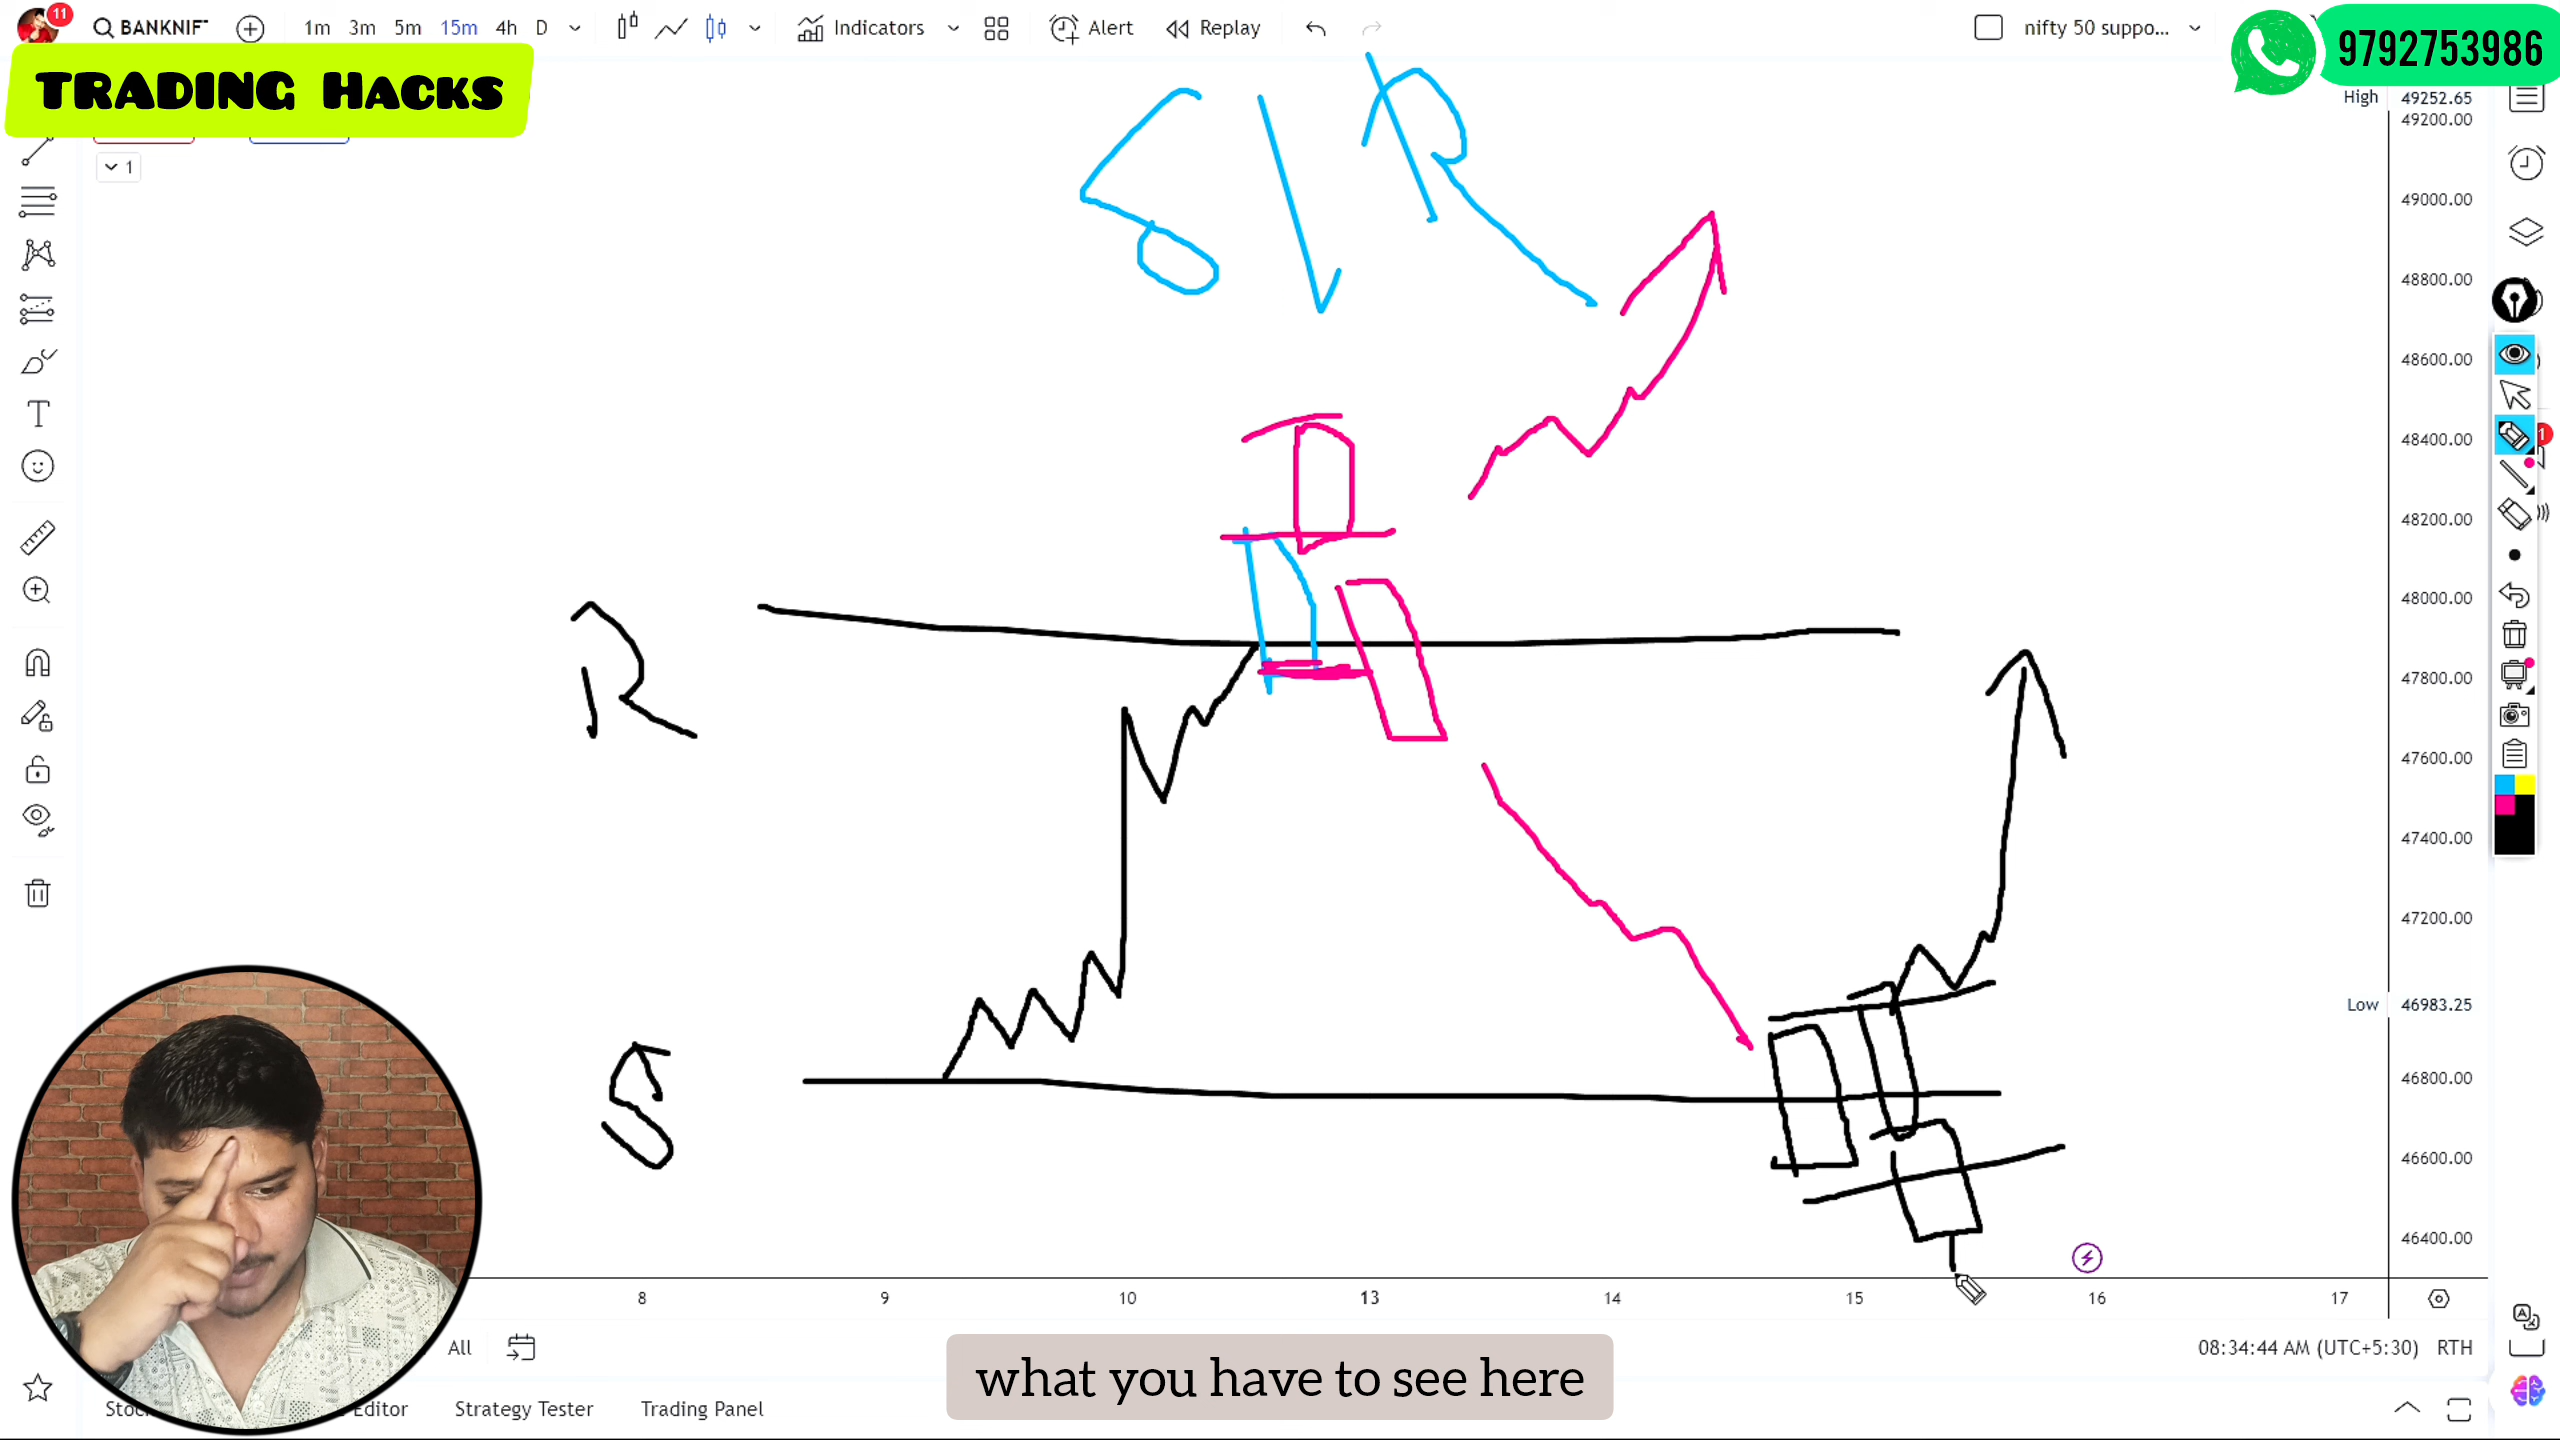 11
BANKNIF
1m 3m 5m 15m 4h D
Indicators
Alert
Replay
nifty 50 suppo...
9792753986
TRADING HACKS
1
S R
High 49252.65
49200.00
49000.00
48800.00
48600.00
48400.00
1
48200.00
48000.00
47800.00
47600.00
47400.00
47200.00
Low 46983.25
46800.00
46600.00
46400.00
R
S
8 9 10 13 14 15 16 17
All
08:34:44 AM (UTC+5:30) RTH
what you have to see here
Editor Strategy Tester Trading Panel